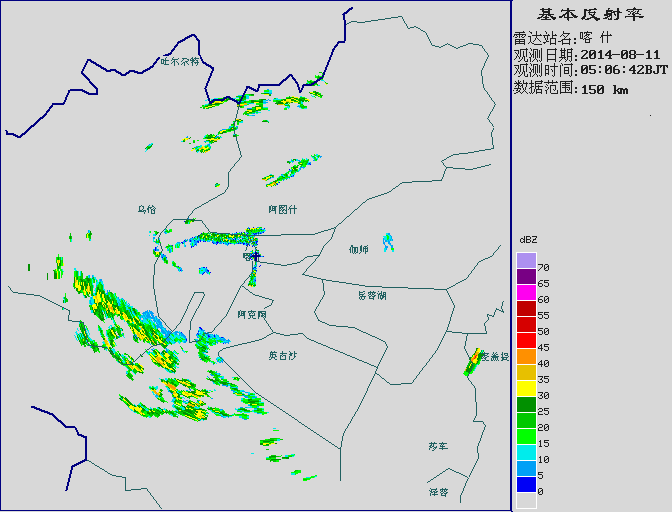 基本反射率
雷达站名:喀 什
观测日期:2014-08-11
观测时间:05:06:42BJT
数据范围:150 km
吐尔尕特
乌恰
阿图什
伽师
喀
岳普湖
阿克陶
英吉沙
麦盖提
莎车
泽普
dBZ
70
65
60
55
50
45
40
35
30
25
20
15
10
5
0